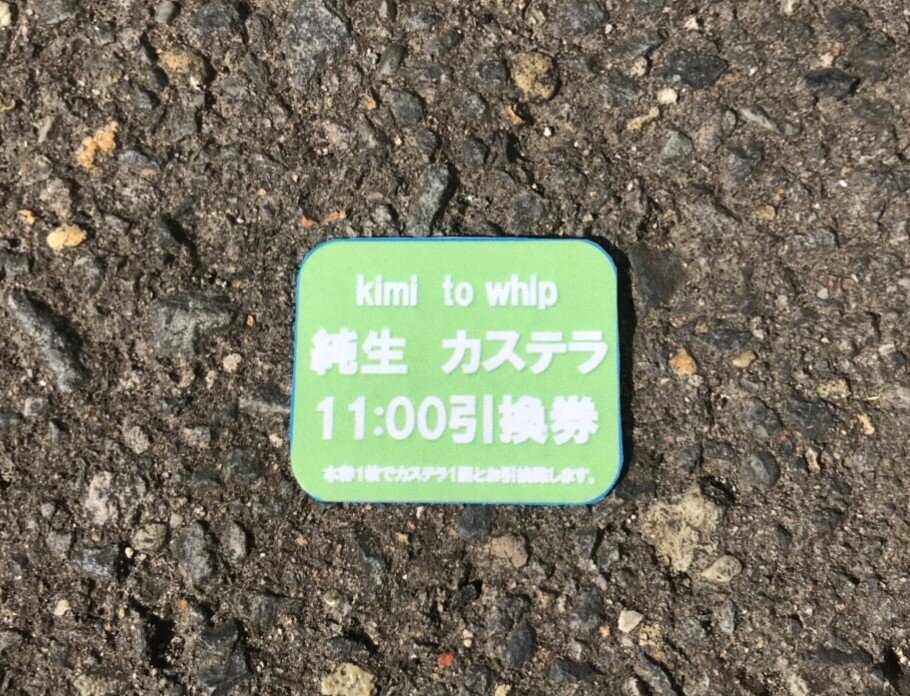 kimi to whip
純生 カステラ
11:00引換券
本券1枚でカステラ1個とお引換致します。